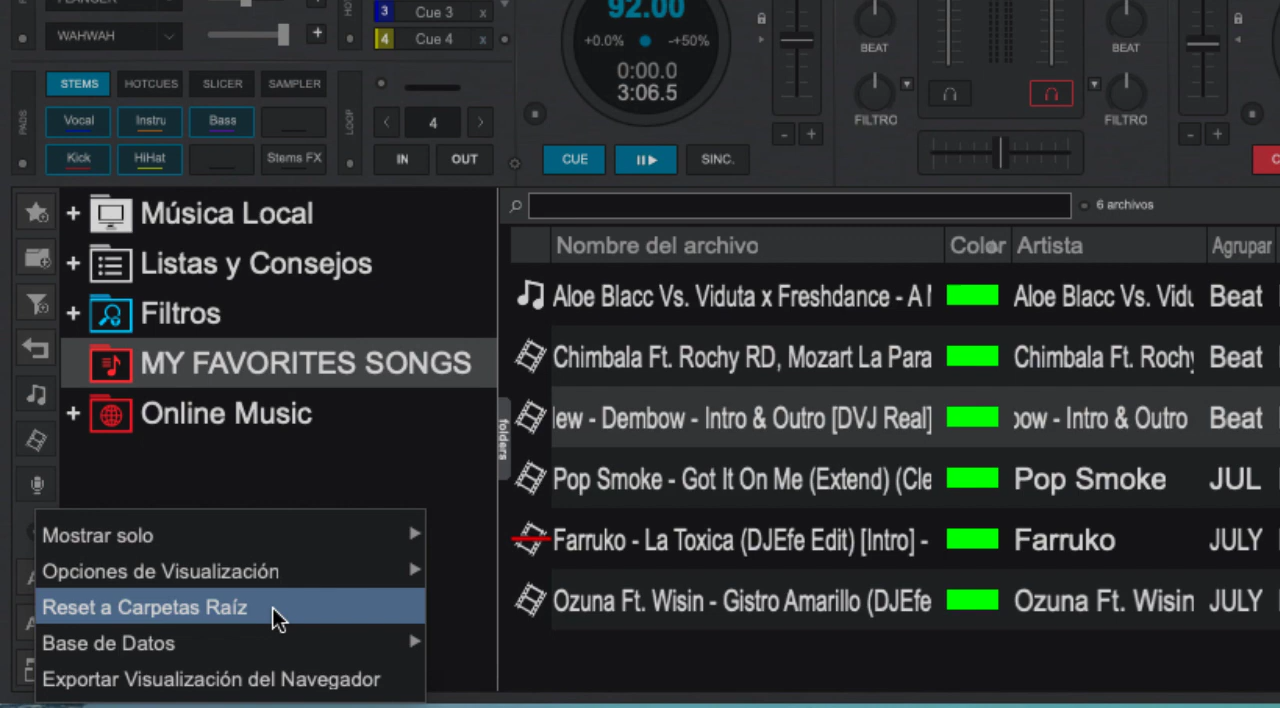 WAHWAH
+
3 Cue 3 x
4 Cue 4 x
92.00
+0.0% -+50%
0:00.0
3:06.5
STEMS HOTCUES SLICER SAMPLER
PADS
Vocal Instru Bass
Kick HiHat Stems FX
LOOP
4
IN OUT
CUE SINC.
- +
BEAT
FILTRO
BEAT
FILTRO
- +
+ Música Local
+ Listas y Consejos
+ Filtros
MY FAVORITES SONGS
+ Online Music
folders
6 archivos
Nombre del archivo Color Artista Agrupar
Aloe Blacc Vs. Viduta x Freshdance - A Aloe Blacc Vs. Vidu Beat
Chimbala Ft. Rochy RD, Mozart La Para Chimbala Ft. Rochy Beat
lew - Dembow - Intro & Outro [DVJ Real] bow - Intro & Outro Beat
Pop Smoke - Got It On Me (Extend) (Cle Pop Smoke JUL
Farruko - La Toxica (DJEfe Edit) [Intro] - Farruko JULY
Ozuna Ft. Wisin - Gistro Amarillo (DJEfe Ozuna Ft. Wisin JULY
Mostrar solo
Opciones de Visualización
Reset a Carpetas Raíz
Base de Datos
Exportar Visualización del Navegador